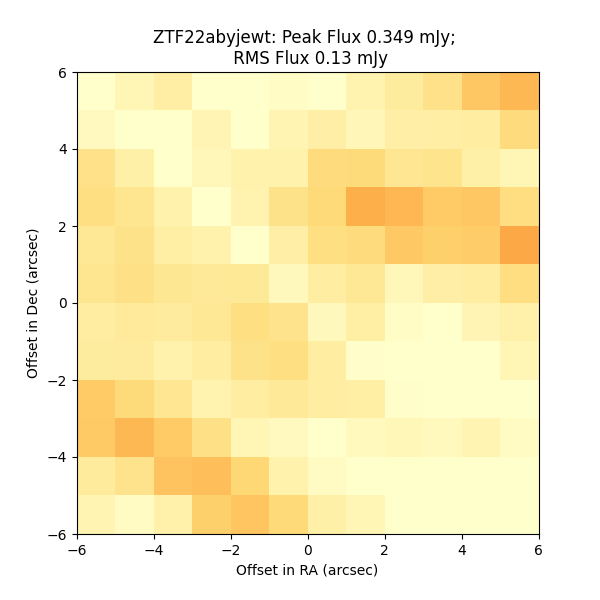 ZTF22abyjewt: Peak Flux 0.349 mJy;
RMS Flux 0.13 mJy
6
4
2
0
−2
−4
−6
Offset in Dec (arcsec)
−6 −4 −2 0 2 4 6
Offset in RA (arcsec)